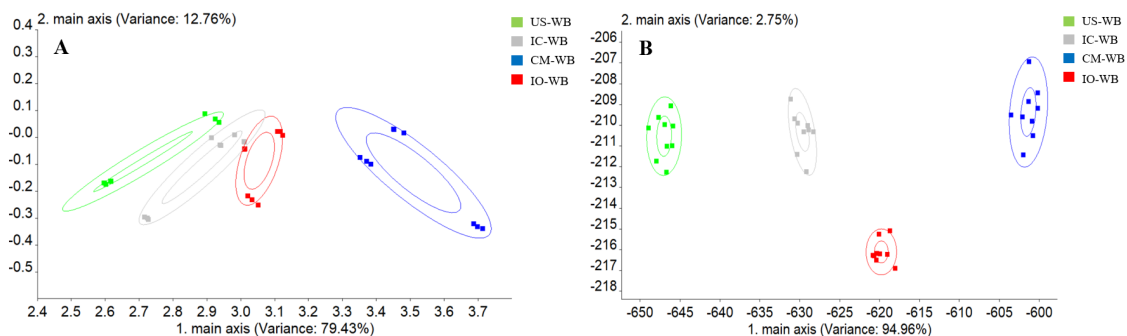 2. main axis (Variance: 12.76%)
A
0.4
0.3
0.2
0.1
-0.0
-0.1
-0.2
-0.3
-0.4
-0.5
2.4 2.5 2.6 2.7 2.8 2.9 3.0 3.1 3.2 3.3 3.4 3.5 3.6 3.7
1. main axis (Variance: 79.43%)
US-WB
IC-WB
CM-WB
IO-WB
2. main axis (Variance: 2.75%)
B
-206
-207
-208
-209
-210
-211
-212
-213
-214
-215
-216
-217
-218
-650 -645 -640 -635 -630 -625 -620 -615 -610 -605 -600
1. main axis (Variance: 94.96%)
US-WB
IC-WB
CM-WB
IO-WB